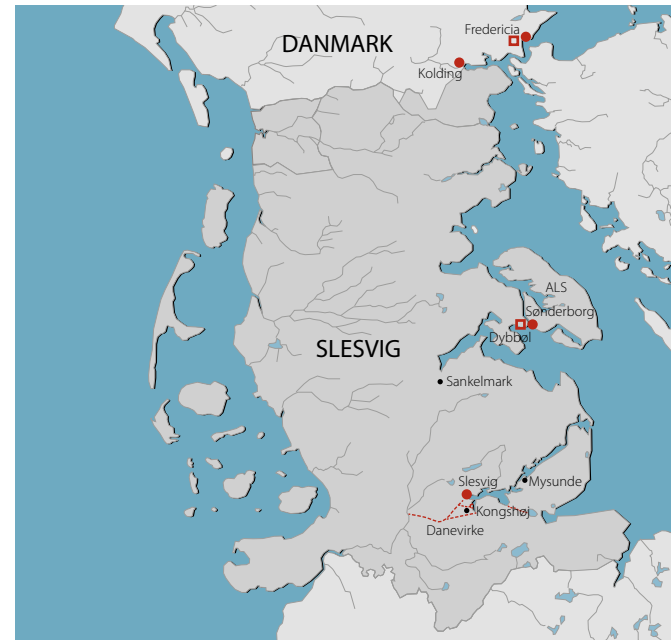 Fredericia
DANMARK
Kolding
ALS
Sønderborg
Dybbøl
SLESVIG
Sankelmark
Slesvig
Mysunde
Kongshøj
Danevirke